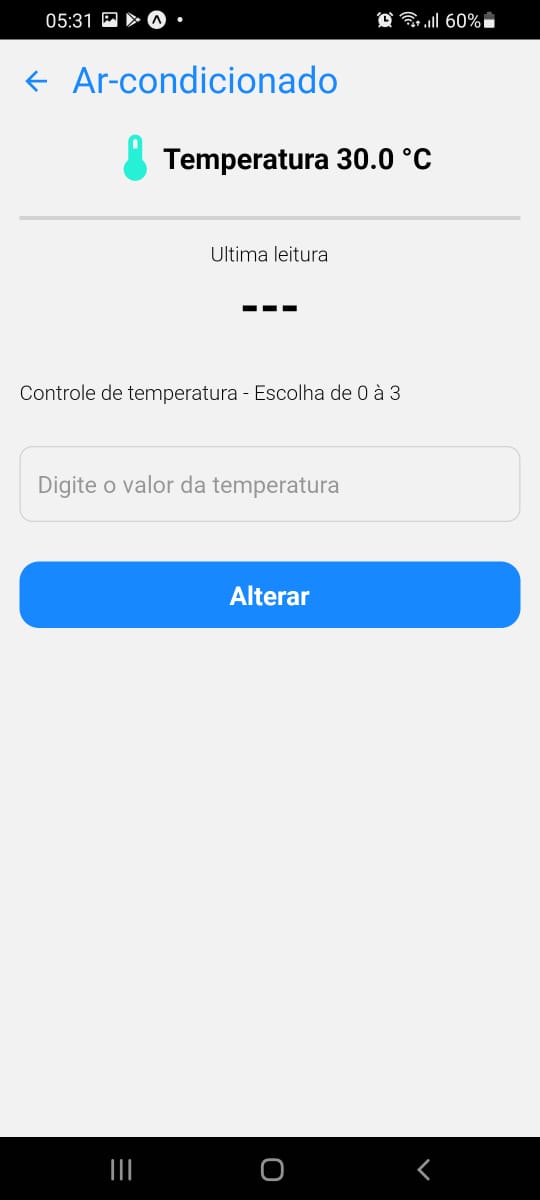 05:31
60%
Ar-condicionado
Temperatura 30.0 °C
Ultima leitura
---
Controle de temperatura - Escolha de 0 à 3
Digite o valor da temperatura
Alterar